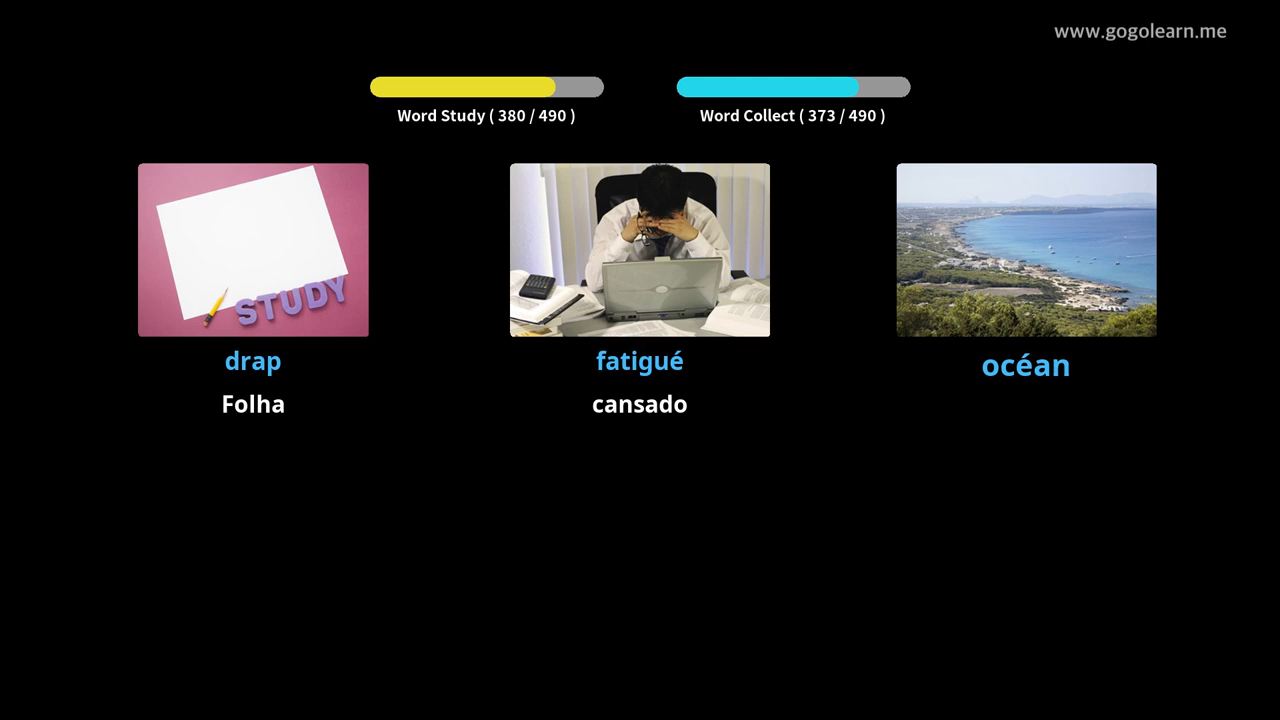 www.gogolearn.me
Word Study ( 380 / 490 )
Word Collect ( 373 / 490 )
STUDY
drap
Folha
fatigué
cansado
océan